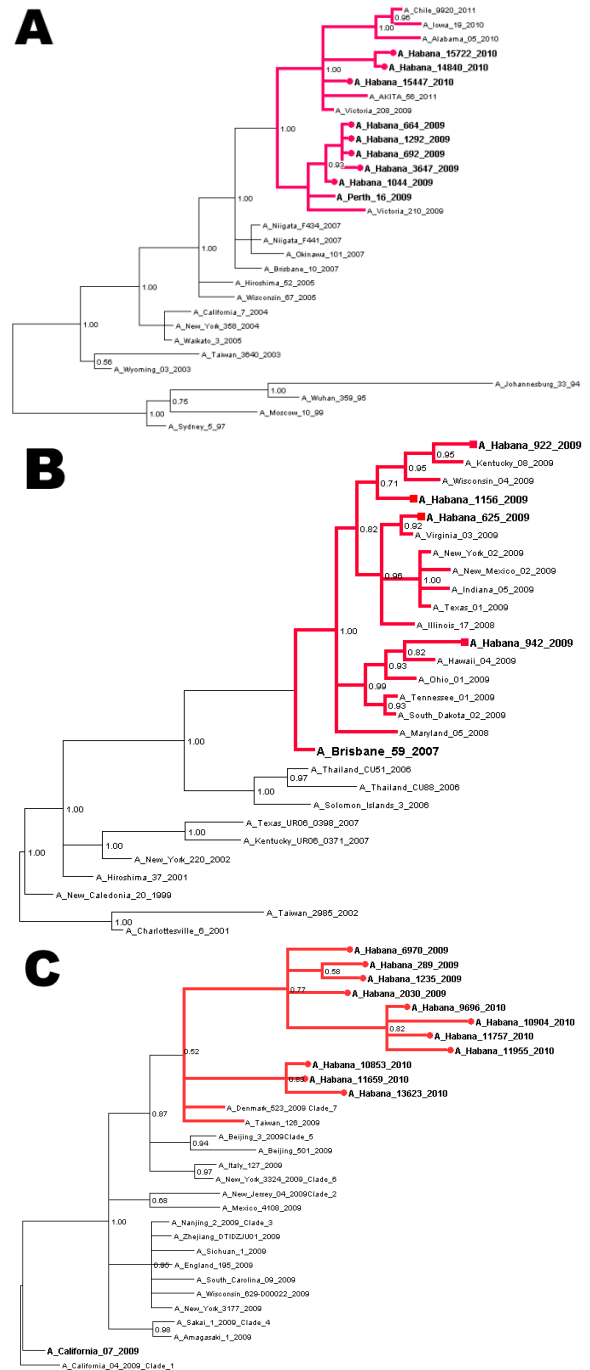 A
A_Chile_9920_2011
0.96
A_Iowa_19_2010
1.00
A_Alabama_05_2010
A_Habana_15722_2010
1.00
A_Habana_14840_2010
A_Habana_15447_2010
A_AKITA_56_2011
A_Victoria_208_2009
A_Habana_664_2009
1.00
A_Habana_1292_2009
A_Habana_692_2009
0.93
A_Habana_3647_2009
A_Habana_1044_2009
A_Perth_16_2009
A_Victoria_210_2009
A_Niigata_F434_2007
1.00
A_Niigata_F441_2007
A_Okinawa_101_2007
A_Brisbane_10_2007
A_Hiroshima_52_2005
1.00
A_Wisconsin_67_2005
A_California_7_2004
1.00
A_New_York_358_2004
A_Waikato_3_2005
A_Taiwan_3640_2003
0.56
A_Wyoming_03_2003
A_Johannesburg_33_94
1.00
A_Wuhan_359_95
0.75
A_Moscow_10_99
A_Sydney_5_97
B
A_Habana_922_2009
0.95
A_Kentucky_08_2009
0.95
A_Wisconsin_04_2009
0.71
A_Habana_1156_2009
A_Habana_625_2009
0.92
0.82
A_Virginia_03_2009
A_New_York_02_2009
A_New_Mexico_02_2009
0.96
1.00
A_Indiana_05_2009
A_Texas_01_2009
A_Illinois_17_2008
1.00
A_Habana_942_2009
0.82
A_Hawaii_04_2009
0.93
A_Ohio_01_2009
0.99
A_Tennessee_01_2009
0.93
A_South_Dakota_02_2009
A_Maryland_05_2008
1.00
A_Brisbane_59_2007
A_Thailand_CU51_2006
0.97
A_Thailand_CU88_2006
1.00
A_Solomon_Islands_3_2006
A_Texas_UR06_0398_2007
1.00
1.00
A_Kentucky_UR06_0371_2007
1.00
1.00
A_New_York_220_2002
A_Hiroshima_37_2001
A_New_Caledonia_20_1999
A_Taiwan_2985_2002
1.00
A_Charlottesville_6_2001
C
A_Habana_6970_2009
A_Habana_289_2009
0.58
A_Habana_1235_2009
0.77
A_Habana_2030_2009
A_Habana_9696_2010
A_Habana_10904_2010
0.82
A_Habana_11757_2010
A_Habana_11955_2010
0.52
A_Habana_10853_2010
A_Habana_11659_2010
A_Habana_13623_2010
A_Denmark_523_2009_Clade_7
0.87
A_Taiwan_126_2009
A_Beijing_3_2009Clade_5
0.94
A_Beijing_501_2009
A_Italy_127_2009
0.97
A_New_York_3324_2009_Clade_6
A_New_Jersey_04_2009Clade_2
0.68
A_Mexico_4108_2009
1.00
A_Nanjing_2_2009_Clade_3
A_Zhejiang_DTIDZJU01_2009
A_Sichuan_1_2009
A_England_195_2009
A_South_Carolina_09_2009
A_Wisconsin_629-D00022_2009
A_New_York_3177_2009
A_Sakai_1_2009_Clade_4
0.98
A_Amagasaki_1_2009
A_California_07_2009
A_California_04_2009_Clade_1